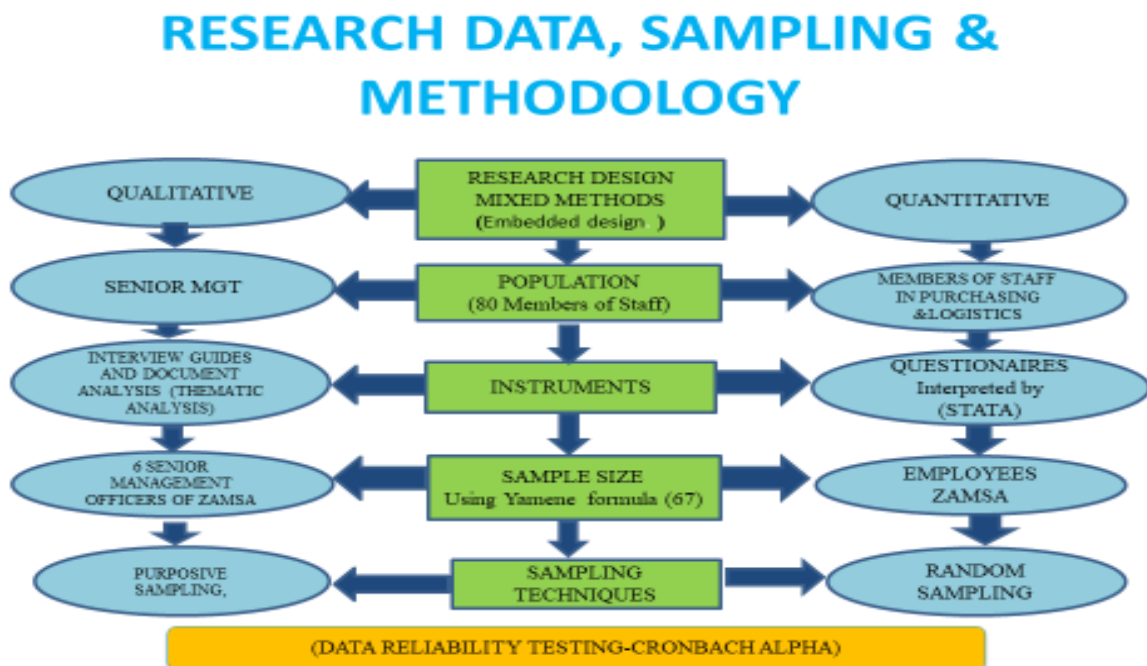 RESEARCH DATA, SAMPLING &
METHODOLOGY
QUALITATIVE
RESEARCH DESIGN
MIXED METHODS
(Embedded design. )
QUANTITATIVE
SENIOR MGT
POPULATION
(80 Members of Staff)
MEMBERS OF STAFF
IN PURCHASING
&LOGISTICS
INTERVIEW GUIDES
AND DOCUMENT
ANALYSIS (THEMATIC
ANALYSIS)
INSTRUMENTS
QUESTIONAIRES
Interpreted by
(STATA)
6 SENIOR
MANAGEMENT
OFFICERS OF ZAMSA
SAMPLE SIZE
Using Yamene formula (67)
EMPLOYEES
ZAMSA
PURPOSIVE
SAMPLING,
SAMPLING
TECHNIQUES
RANDOM
SAMPLING
(DATA RELIABILITY TESTING-CRONBACH ALPHA)